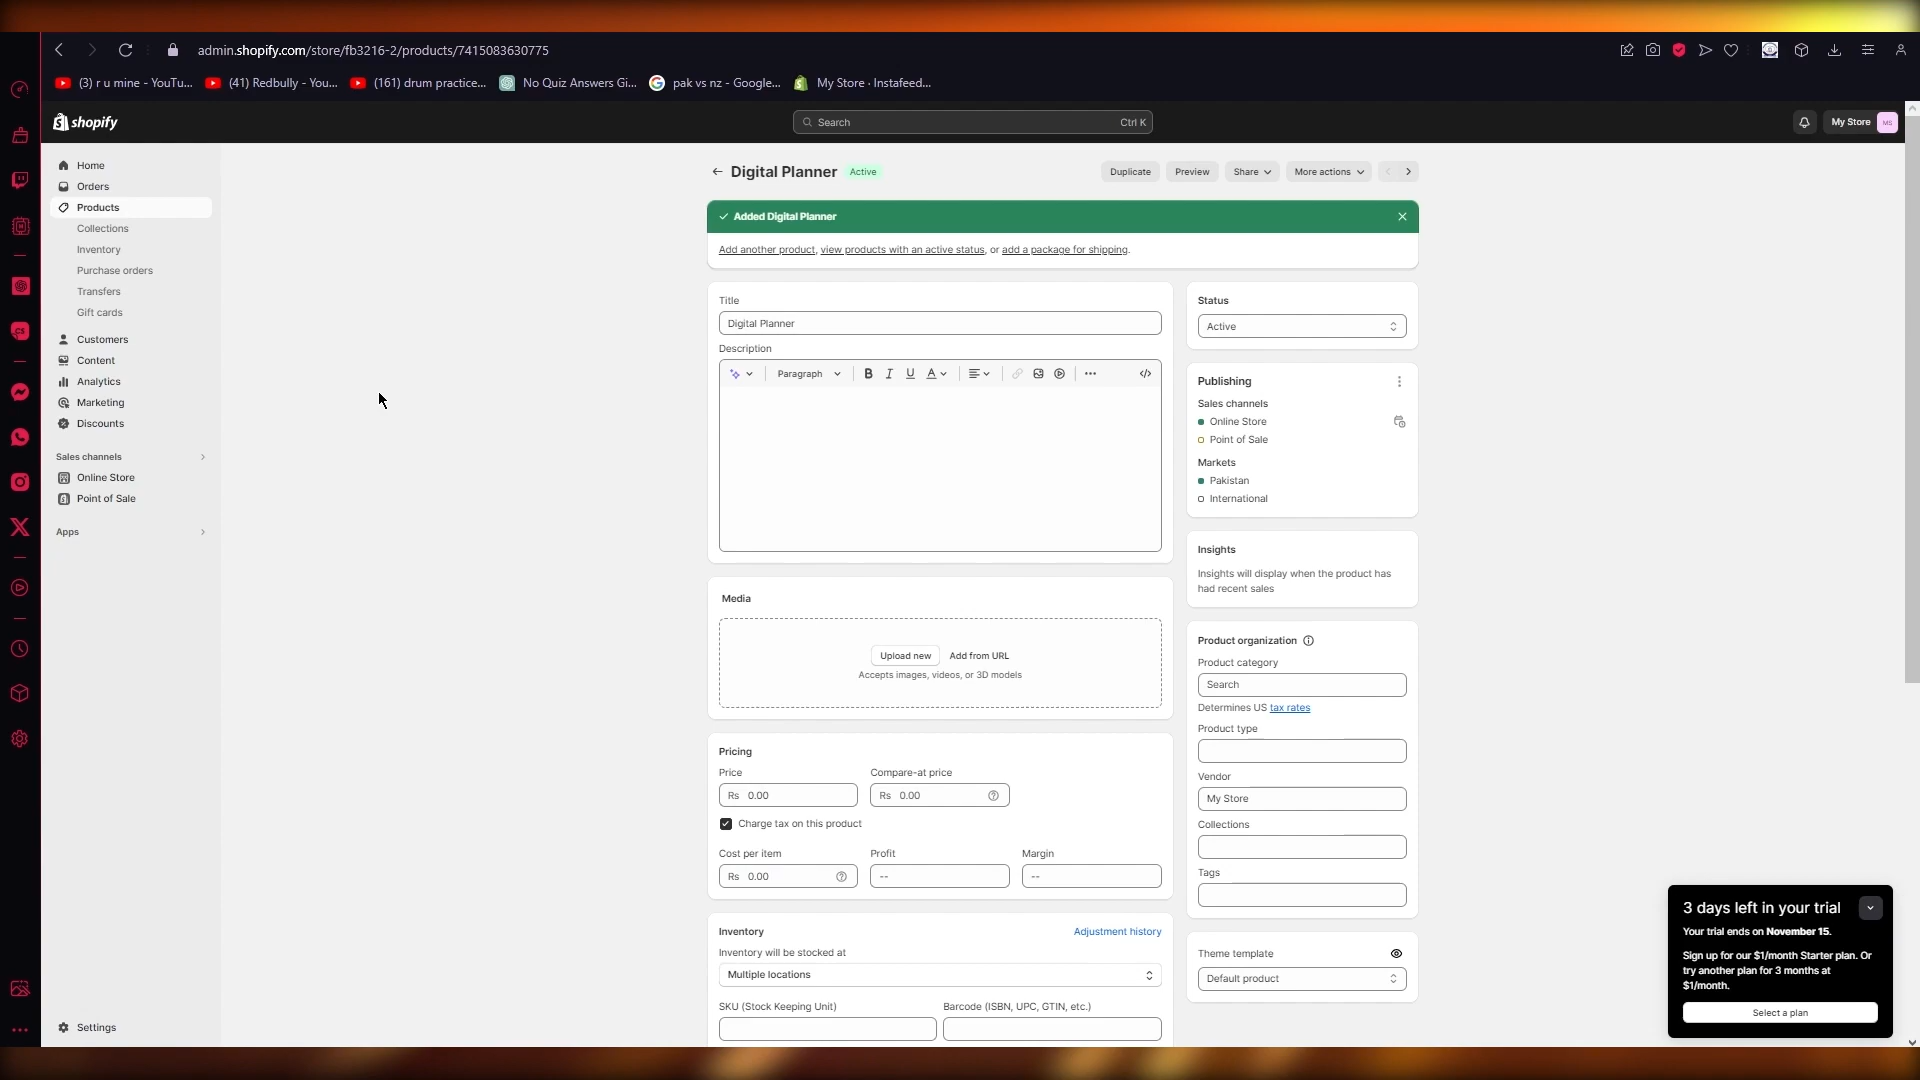 admin.shopify.com/store/fb3216-2/products/7415083630775
(3) r u mine - YouTu...
(41) Redbully - You...
(161) drum practice...
No Quiz Answers Gi...
pak vs nz - Google...
My Store · Instafeed...
shopify
Search
Ctrl K
My Store
MS
Home
Orders
Products
Collections
Inventory
Purchase orders
Transfers
Gift cards
Customers
Content
Analytics
Marketing
Discounts
Sales channels
Online Store
Point of Sale
Apps
Settings
Digital Planner
Active
Duplicate
Preview
Share
More actions
Added Digital Planner
Add another product, view products with an active status, or add a package for shipping.
Title
Digital Planner
Description
Paragraph
B I U A
Media
Upload new
Add from URL
Accepts images, videos, or 3D models
Pricing
Price
Compare-at price
Rs 0.00
Rs 0.00
Charge tax on this product
Cost per item
Profit
Margin
Rs 0.00
--
--
Inventory
Adjustment history
Inventory will be stocked at
Multiple locations
SKU (Stock Keeping Unit)
Barcode (ISBN, UPC, GTIN, etc.)
Status
Active
Publishing
Sales channels
Online Store
Point of Sale
Markets
Pakistan
International
Insights
Insights will display when the product has
had recent sales
Product organization
Product category
Search
Determines US tax rates
Product type
Vendor
My Store
Collections
Tags
Theme template
Default product
3 days left in your trial
Your trial ends on November 15.
Sign up for our $1/month Starter plan. Or
try another plan for 3 months at
$1/month.
Select a plan